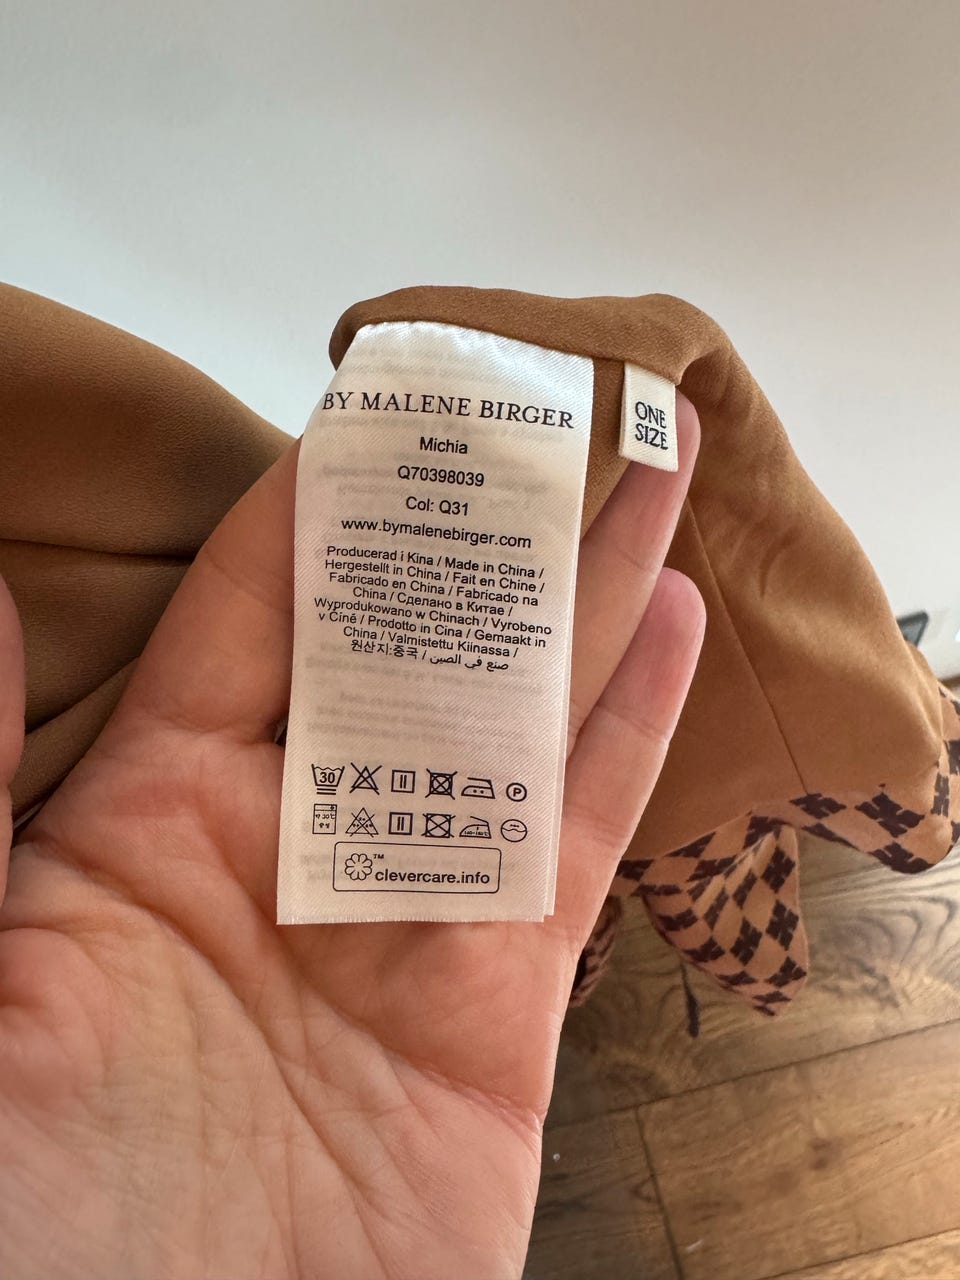 BY MALENE BIRGER
Michia
Q70398039
Col: Q31
www.bymalenebirger.com
Producerad i Kina / Made in China /
Hergestellt in China / Fait en Chine /
Fabricado en China / Fabricado na
China / Сделано в Китае /
Wyprodukowano w Chinach / Vyrobeno
v Číně / Prodotto in Cina / Gemaakt in
China / Valmistettu Kiinassa /
원산지:중국 / صنع في الصين
30
P
clevercare.info
ONE
SIZE